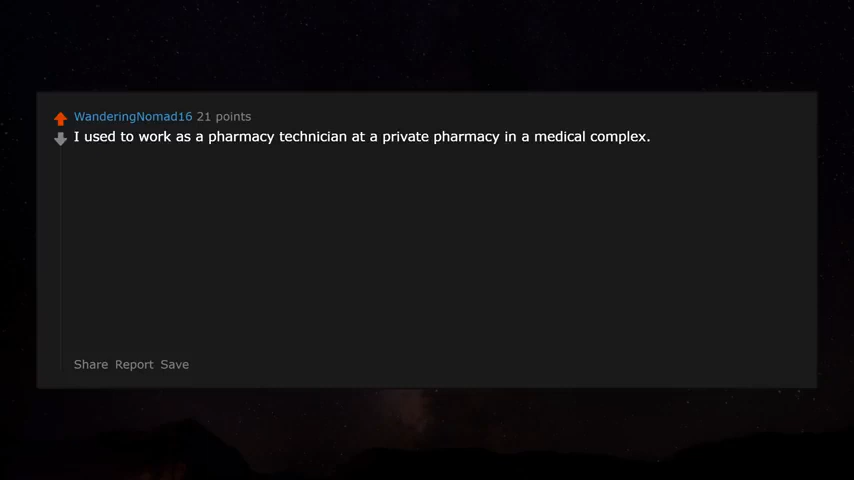 WanderingNomad16 21 points
I used to work as a pharmacy technician at a private pharmacy in a medical complex.
Share Report Save